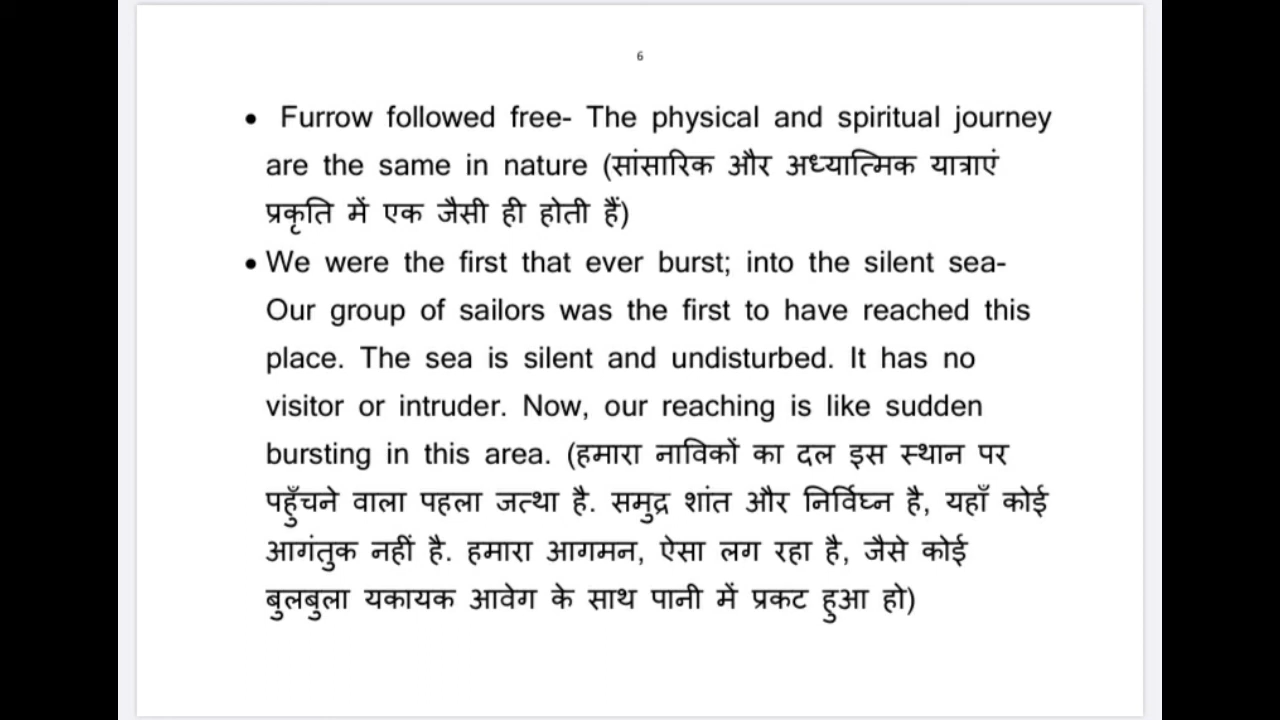 6
• Furrow followed free- The physical and spiritual journey
are the same in nature (सांसारिक और अध्यात्मिक यात्राएं
प्रकृति में एक जैसी ही होती हैं)
• We were the first that ever burst; into the silent sea-
Our group of sailors was the first to have reached this
place. The sea is silent and undisturbed. It has no
visitor or intruder. Now, our reaching is like sudden
bursting in this area. (हमारा नाविकों का दल इस स्थान पर
पहुँचने वाला पहला जत्था है. समुद्र शांत और निर्विघ्न है, यहाँ कोई
आगंतुक नहीं है. हमारा आगमन, ऐसा लग रहा है, जैसे कोई
बुलबुला यकायक आवेग के साथ पानी में प्रकट हुआ हो)